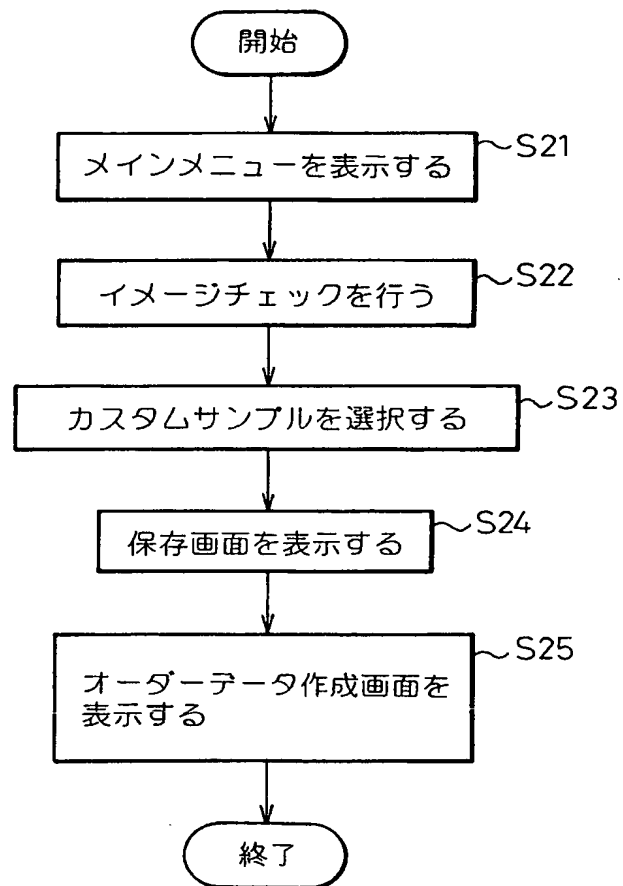 開始
メインメニューを表示する
S21
イメージチェックを行う
S22
カスタムサンプルを選択する
S23
保存画面を表示する
S24
オーダーデータ作成画面を
表示する
S25
終了